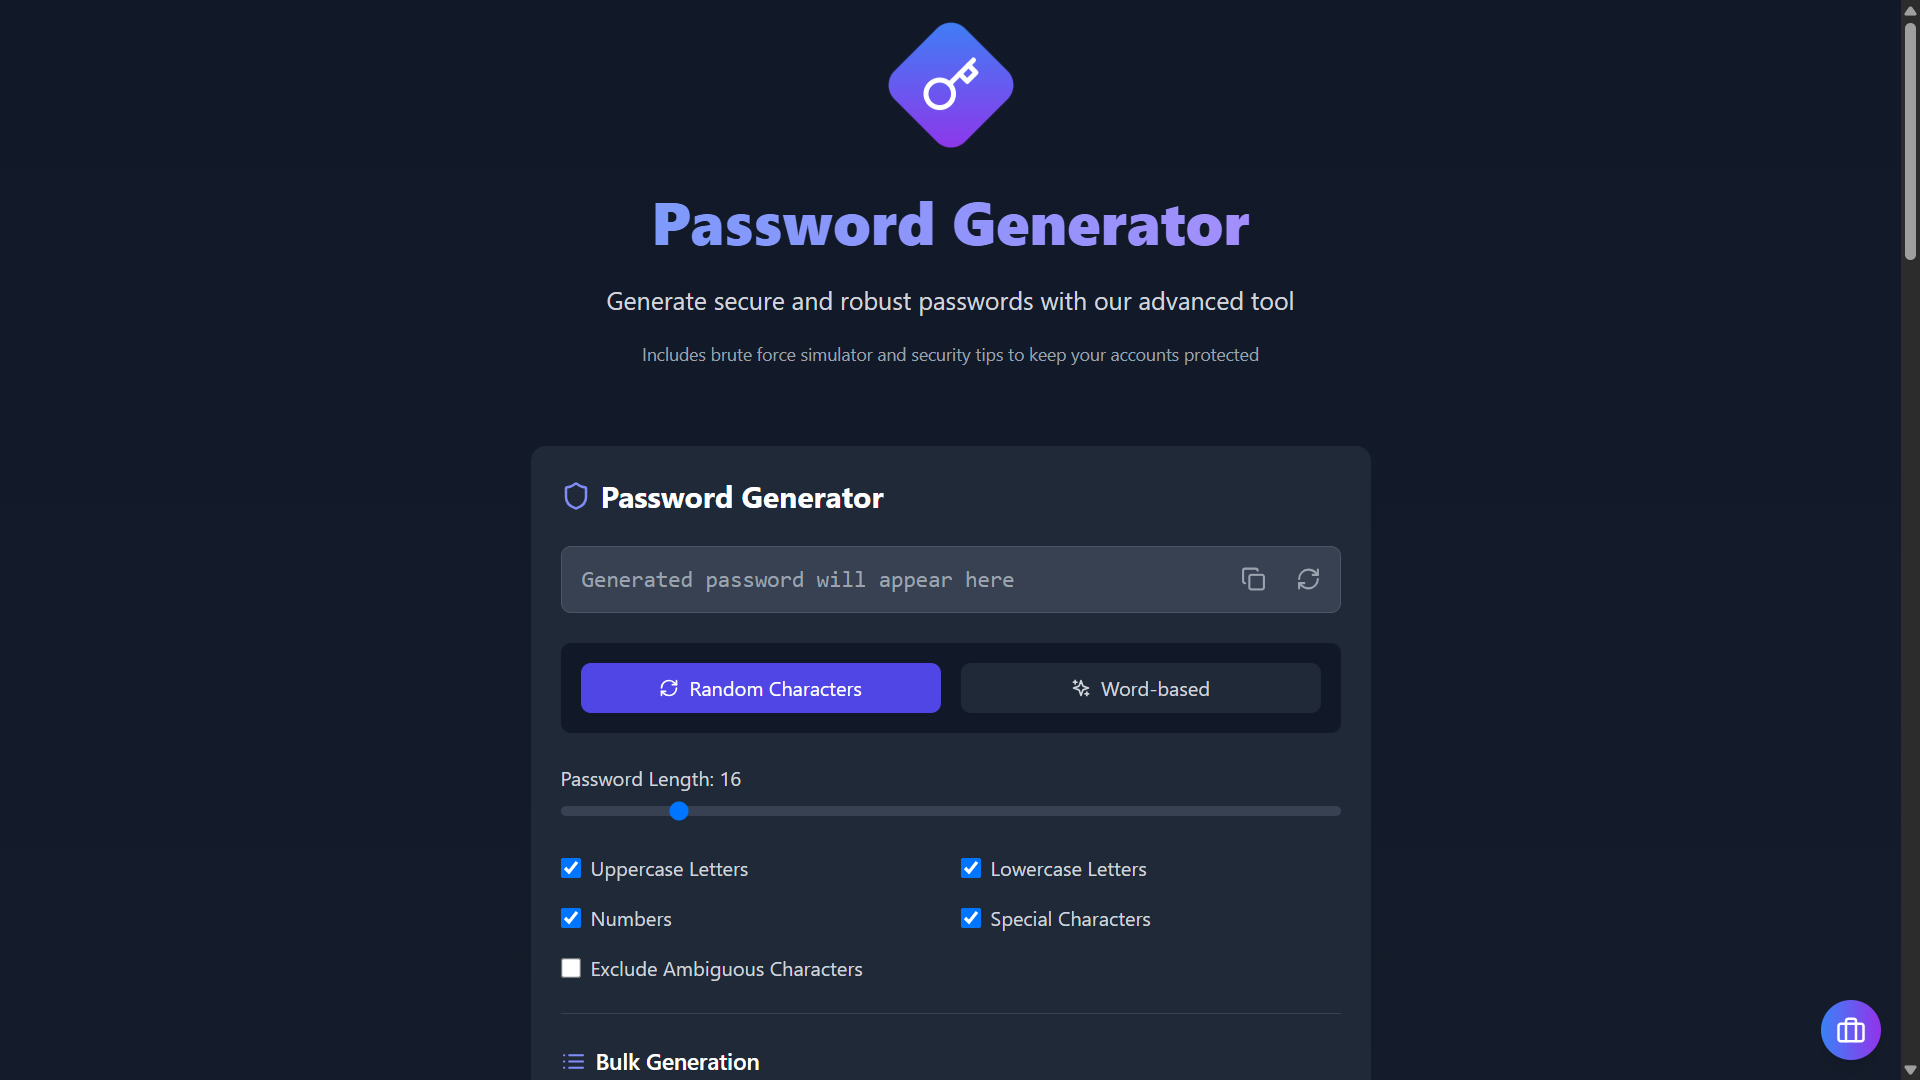 Password Generator
Generate secure and robust passwords with our advanced tool
Includes brute force simulator and security tips to keep your accounts protected
Password Generator
Generated password will appear here
Random Characters
Word-based
Password Length: 16
Uppercase Letters
Lowercase Letters
Numbers
Special Characters
Exclude Ambiguous Characters
Bulk Generation